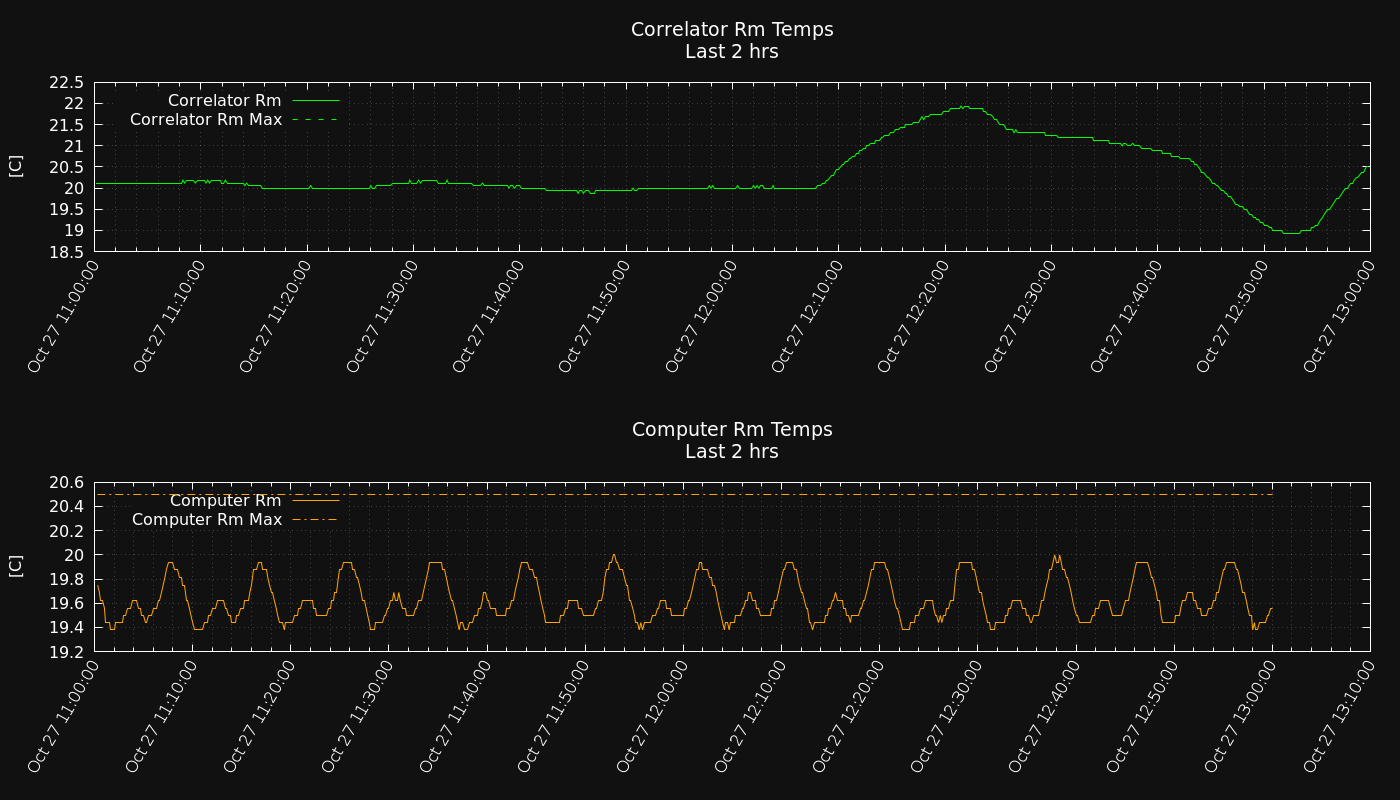 Correlator Rm Temps
Last 2 hrs
22.5
22
21.5
21
20.5
20
19.5
19
18.5
[C]
Correlator Rm
Correlator Rm Max
Oct 27 11:00:00
Oct 27 11:10:00
Oct 27 11:20:00
Oct 27 11:30:00
Oct 27 11:40:00
Oct 27 11:50:00
Oct 27 12:00:00
Oct 27 12:10:00
Oct 27 12:20:00
Oct 27 12:30:00
Oct 27 12:40:00
Oct 27 12:50:00
Oct 27 13:00:00
Computer Rm Temps
Last 2 hrs
20.6
20.4
20.2
20
19.8
19.6
19.4
19.2
[C]
Computer Rm
Computer Rm Max
Oct 27 11:00:00
Oct 27 11:10:00
Oct 27 11:20:00
Oct 27 11:30:00
Oct 27 11:40:00
Oct 27 11:50:00
Oct 27 12:00:00
Oct 27 12:10:00
Oct 27 12:20:00
Oct 27 12:30:00
Oct 27 12:40:00
Oct 27 12:50:00
Oct 27 13:00:00
Oct 27 13:10:00